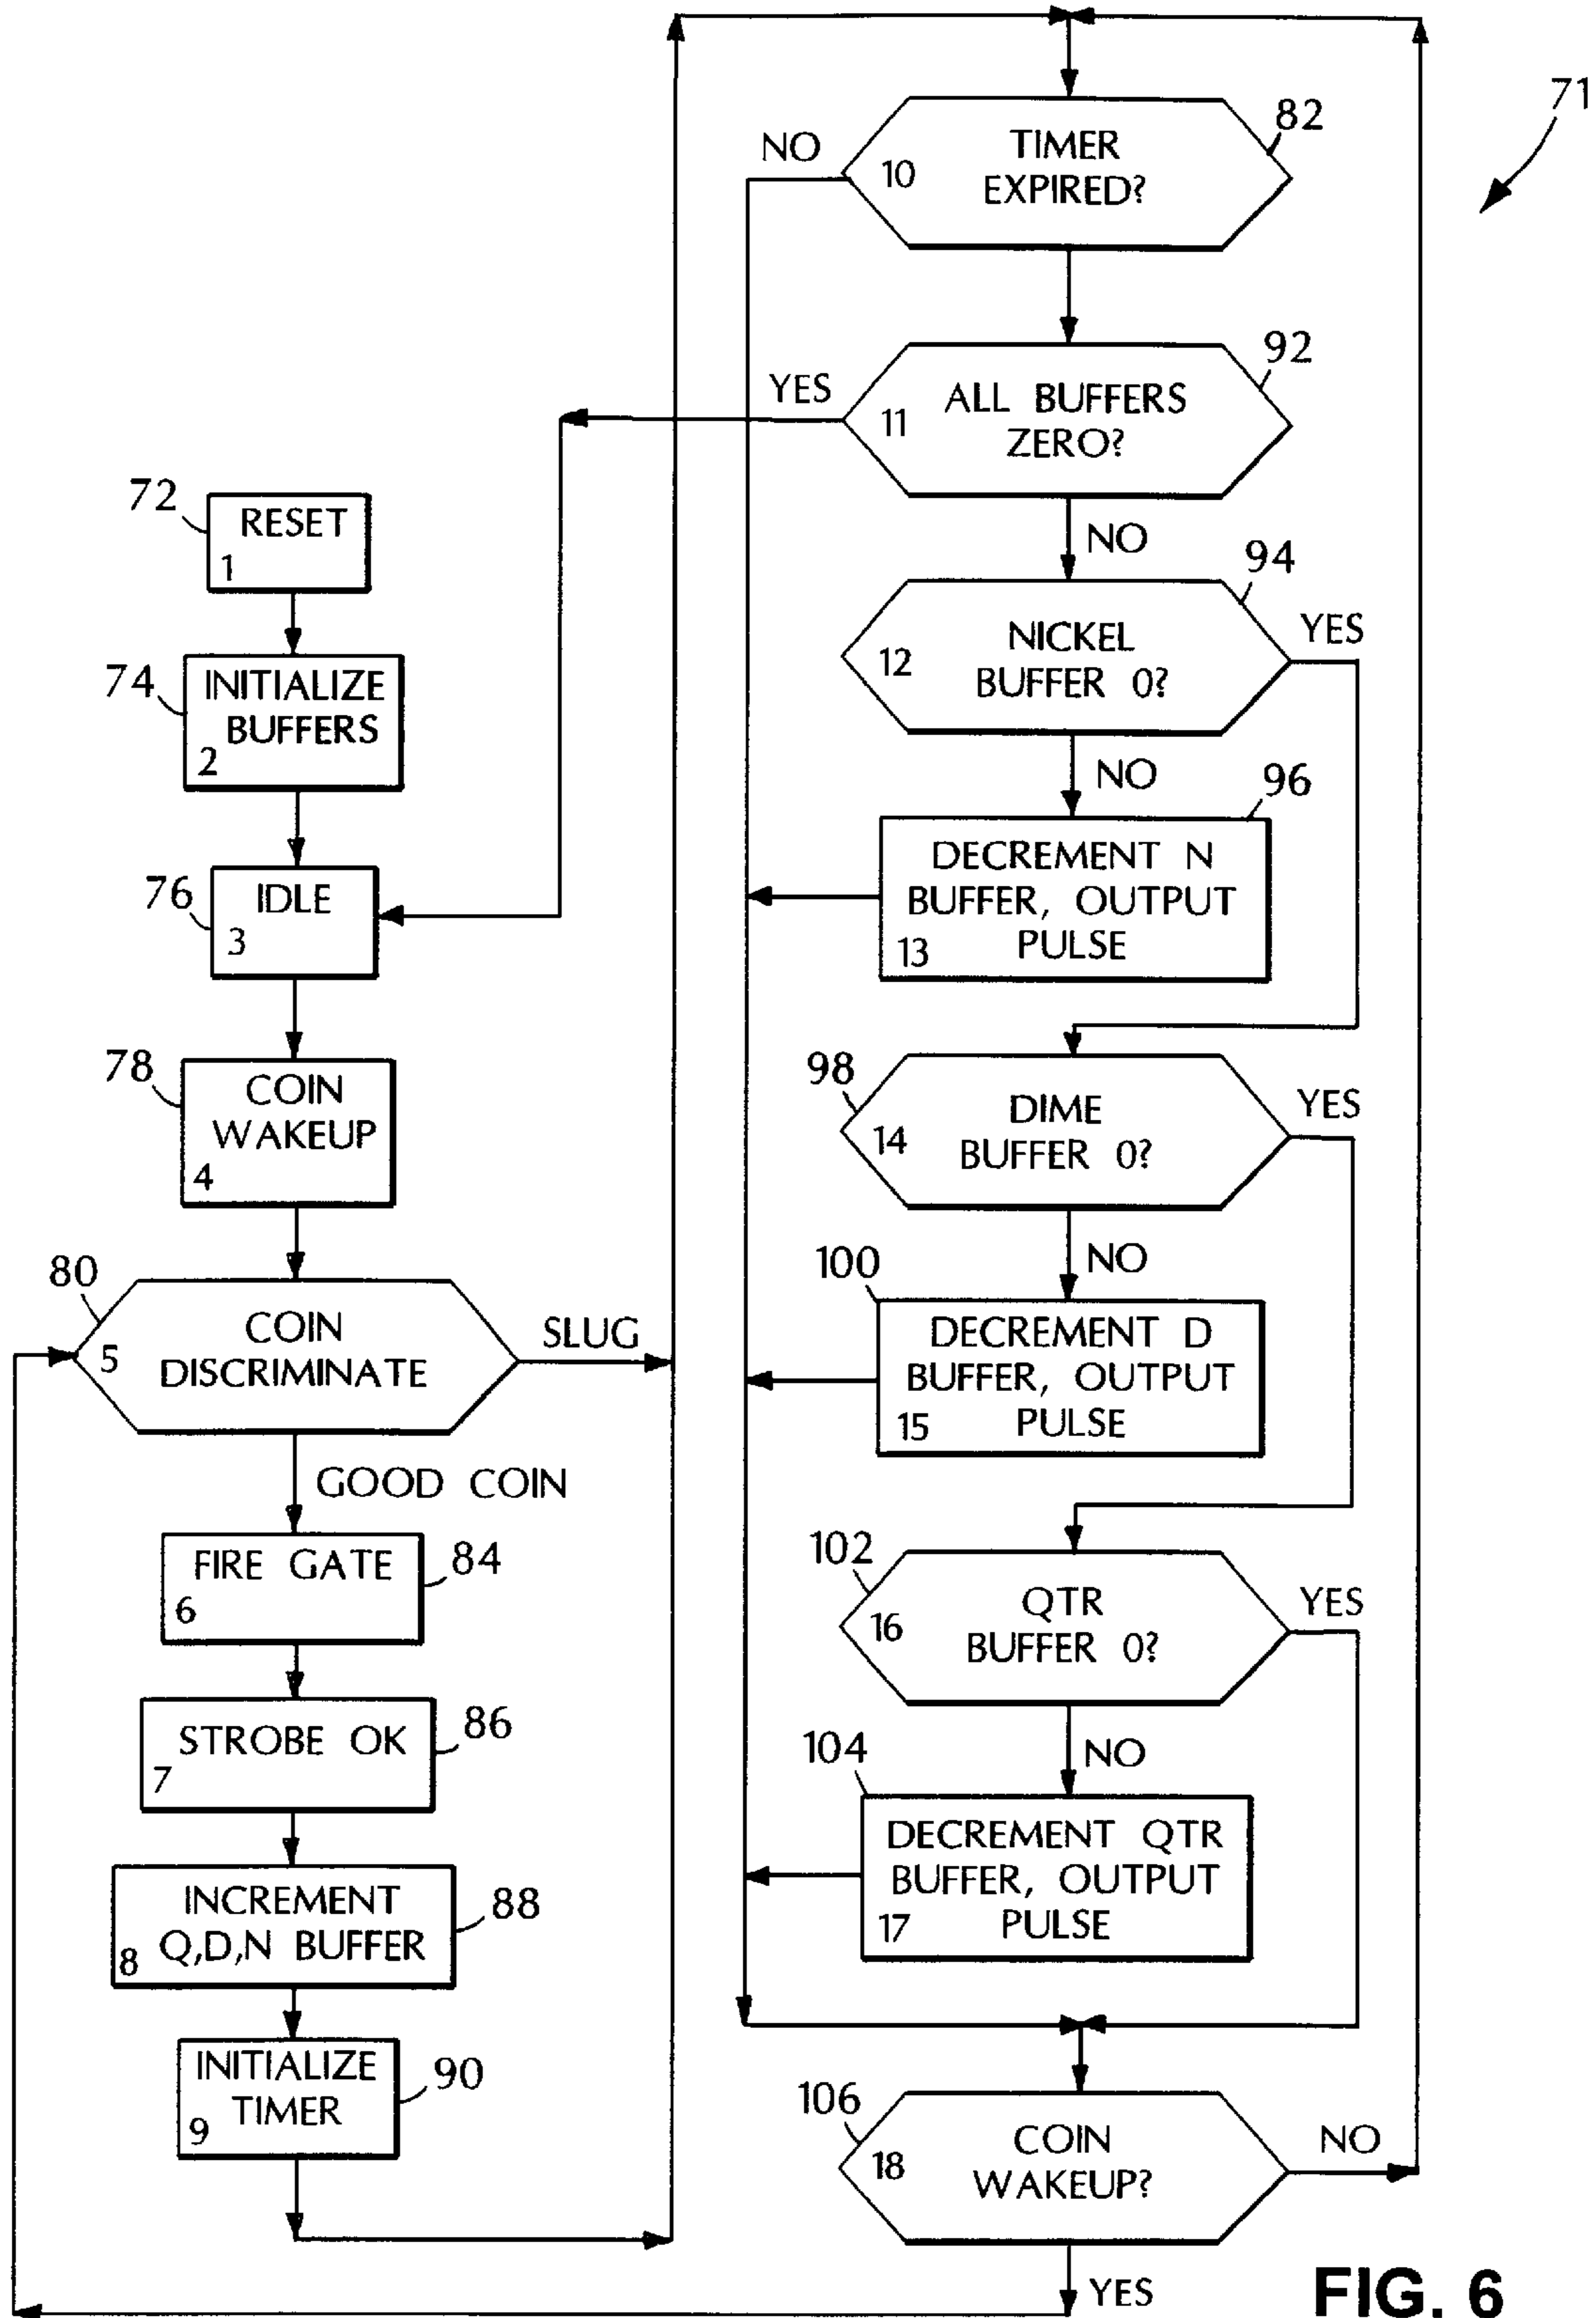 71
82
NO
10
TIMER
EXPIRED?
92
YES
11
ALL BUFFERS
ZERO?
NO
72
RESET
1
94
YES
12
NICKEL
BUFFER 0?
74
INITIALIZE
BUFFERS
2
NO
96
DECREMENT N
BUFFER, OUTPUT
PULSE
13
76
IDLE
3
78
COIN
WAKEUP
4
98
YES
14
DIME
BUFFER 0?
NO
80
5
COIN
DISCRIMINATE
SLUG
100
DECREMENT D
BUFFER, OUTPUT
PULSE
15
GOOD COIN
FIRE GATE
6
84
102
YES
16
QTR
BUFFER 0?
STROBE OK
7
86
NO
104
DECREMENT QTR
BUFFER, OUTPUT
PULSE
17
INCREMENT
Q,D,N BUFFER
8
88
INITIALIZE
TIMER
9
90
106
18
COIN
WAKEUP?
NO
YES
FIG. 6